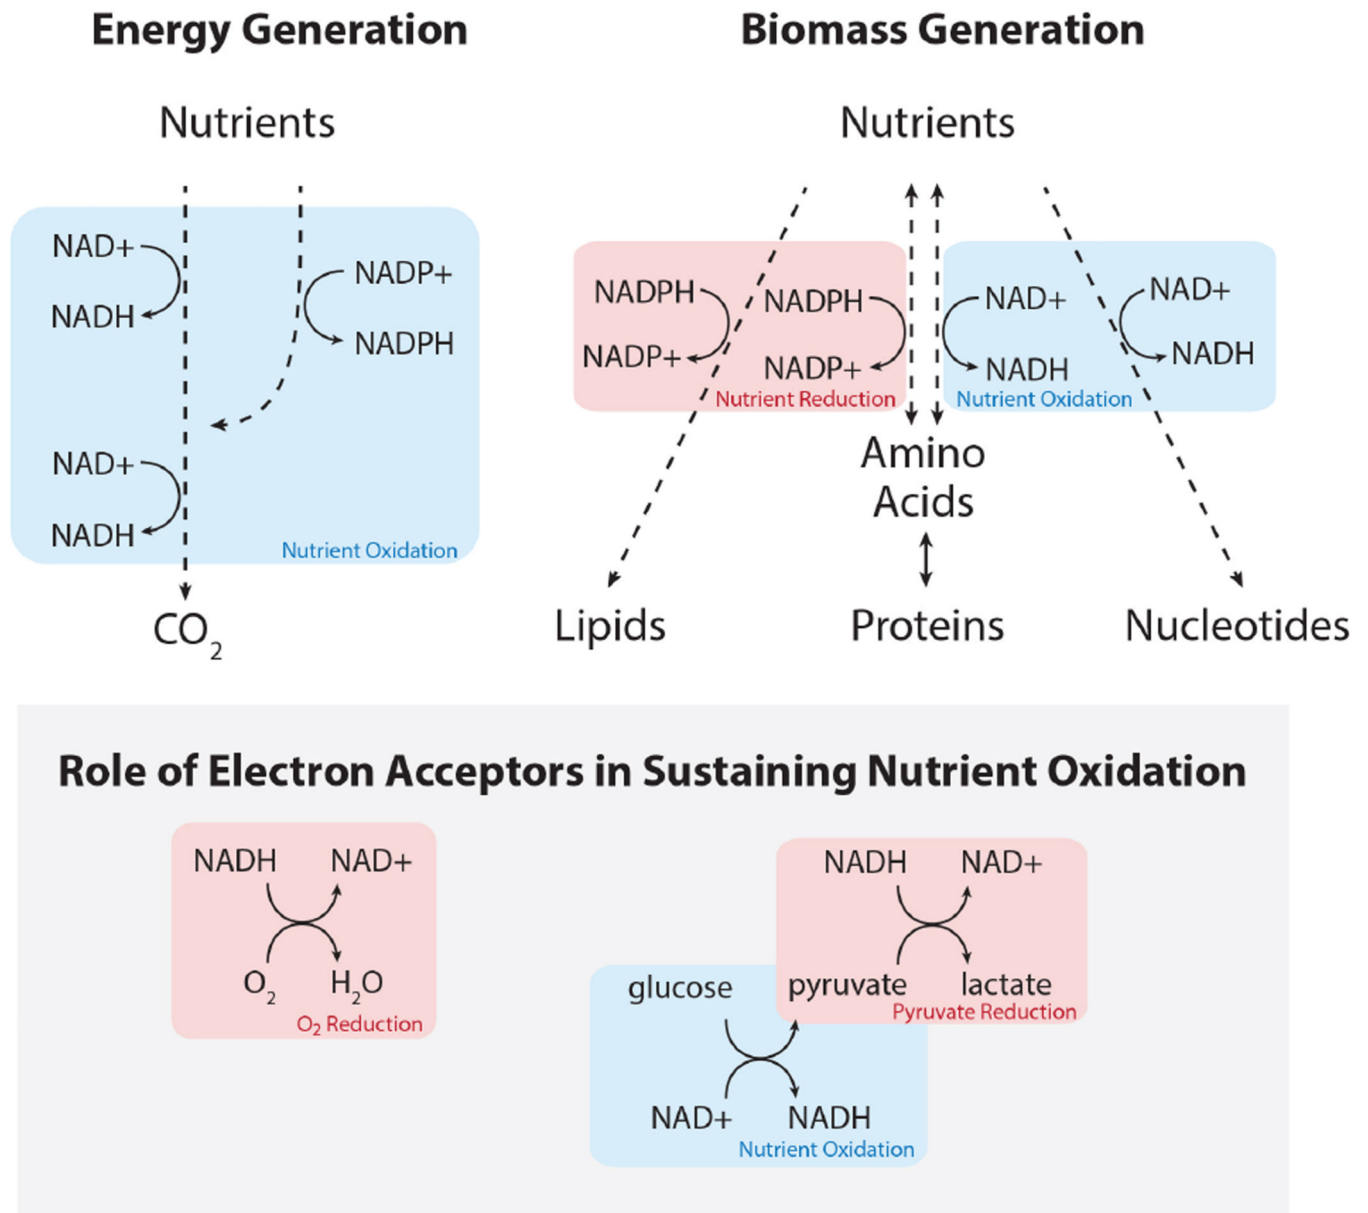 Energy Generation
Nutrients
NAD+
NADH
NADP+
NADPH
NAD+
NADH
Nutrient Oxidation
CO2
Biomass Generation
Nutrients
NADPH
NADP+
NADPH
NADP+
Nutrient Reduction
NAD+
NADH
NAD+
NADH
Nutrient Oxidation
Amino
Acids
Lipids
Proteins
Nucleotides
Role of Electron Acceptors in Sustaining Nutrient Oxidation
NADH
NAD+
O2
H2O
O2 Reduction
NADH
NAD+
pyruvate
lactate
Pyruvate Reduction
glucose
NAD+
NADH
Nutrient Oxidation